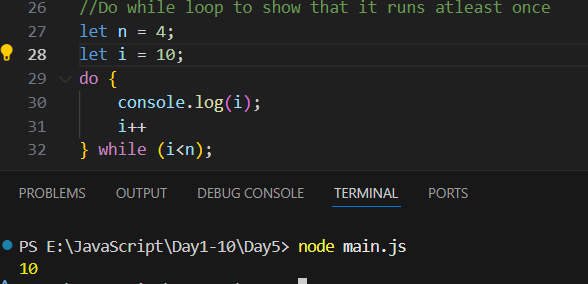 26 //Do while loop to show that it runs atleast once
27 let n = 4;
28 let i = 10;
29 do {
30     console.log(i);
31     i++
32 } while (i<n);
PROBLEMS OUTPUT DEBUG CONSOLE TERMINAL PORTS
PS E:\JavaScript\Day1-10\Day5> node main.js
10